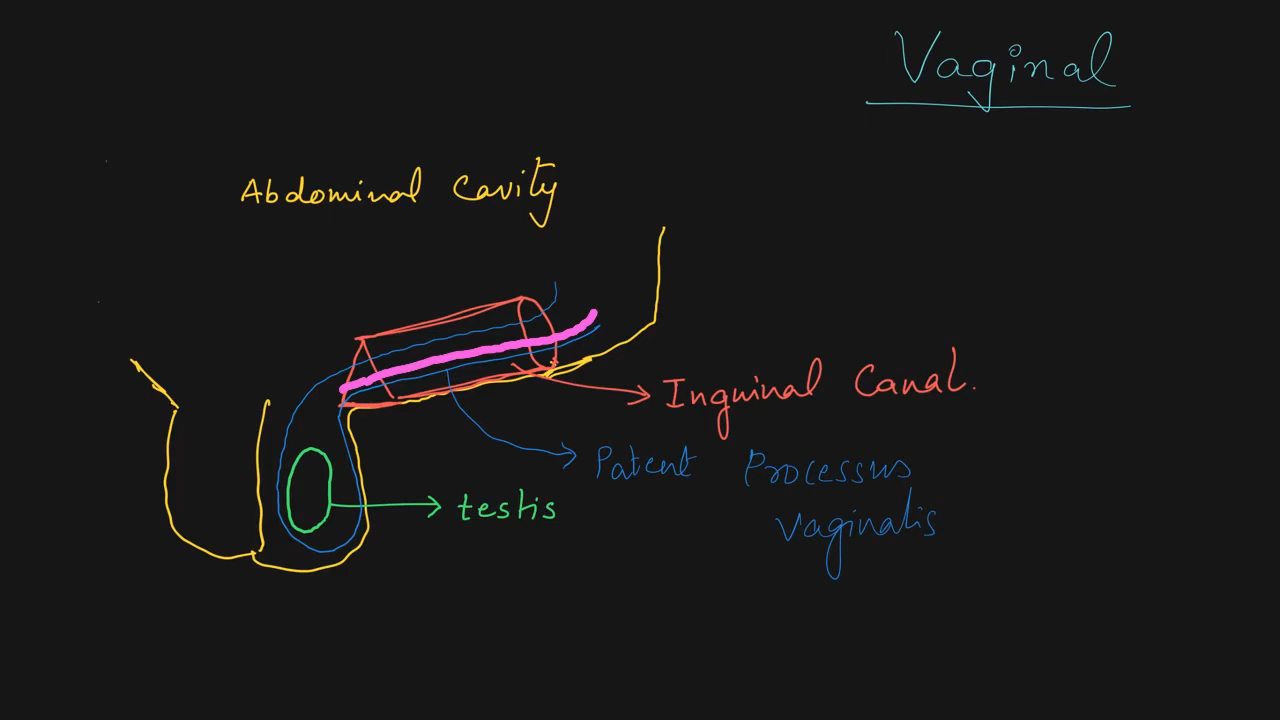 Vaginal
Abdominal Cavity
Inguinal Canal.
Patent Processus
vaginalis
testis